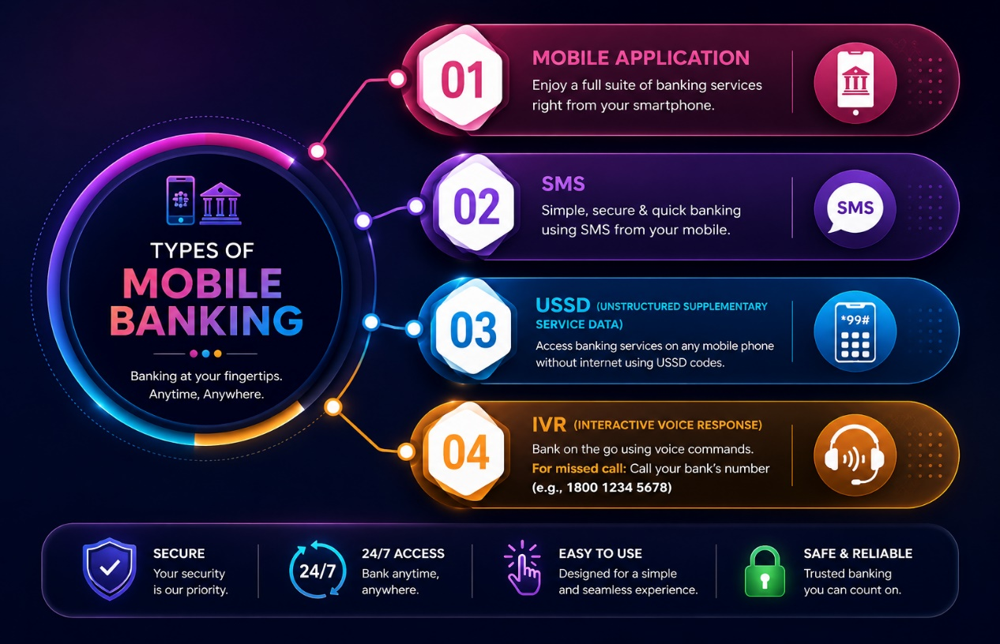 TYPES OF
MOBILE
BANKING
Banking at your fingertips.
Anytime, Anywhere.
01
MOBILE APPLICATION
Enjoy a full suite of banking services
right from your smartphone.
02
SMS
Simple, secure & quick banking
using SMS from your mobile.
SMS
03
USSD (UNSTRUCTURED SUPPLEMENTARY
SERVICE DATA)
Access banking services on any mobile phone
without internet using USSD codes.
*99#
04
IVR (INTERACTIVE VOICE RESPONSE)
Bank on the go using voice commands.
For missed call: Call your bank's number
(e.g., 1800 1234 5678)
SECURE
Your security
is our priority.
24/7
24/7 ACCESS
Bank anytime,
anywhere.
EASY TO USE
Designed for a simple
and seamless experience.
SAFE & RELIABLE
Trusted banking
you can count on.